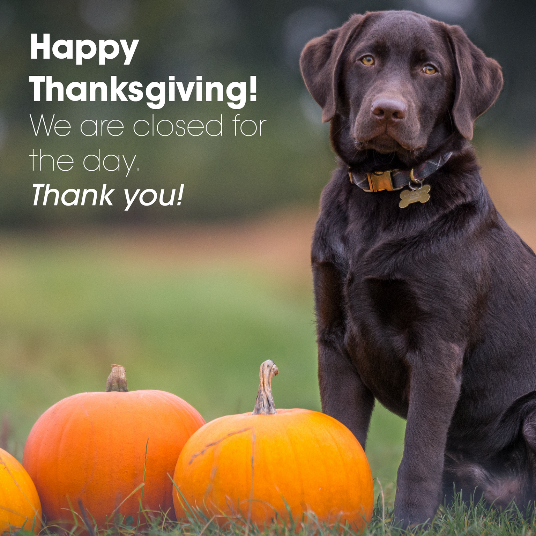 Happy
Thanksgiving!
We are closed for
the day.
Thank you!